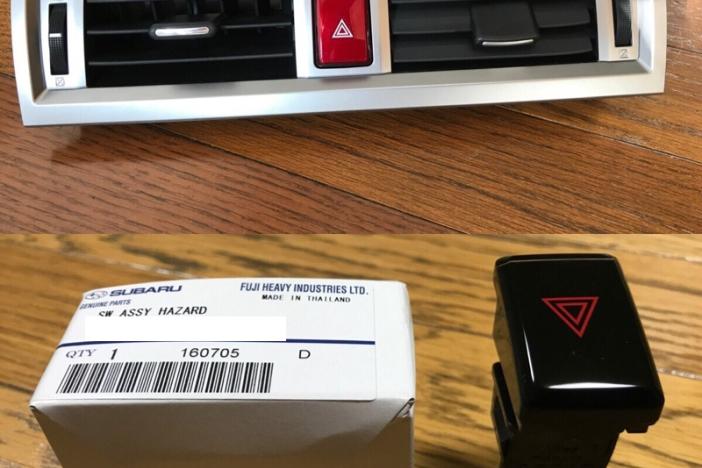 SUBARU
GENUINE PARTS
FUJI HEAVY INDUSTRIES LTD.
MADE IN THAILAND
SW ASSY HAZARD
QTY 1 160705 D